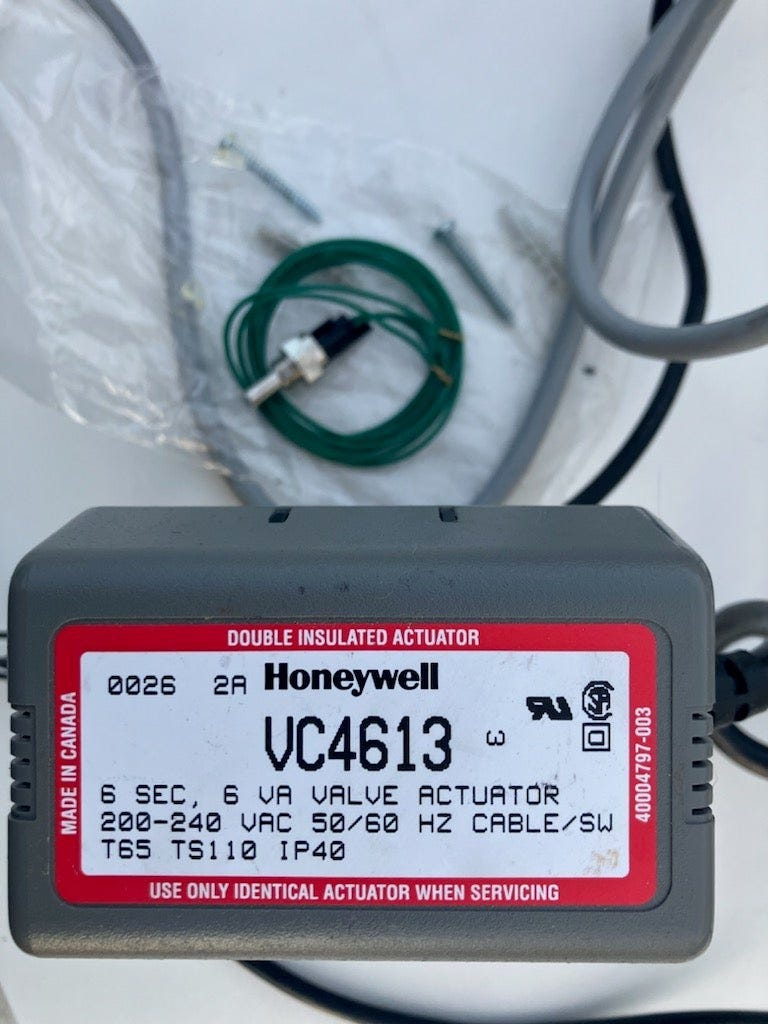 DOUBLE INSULATED ACTUATOR
0026 2A Honeywell
VC4613 3
6 SEC, 6 VA VALVE ACTUATOR
200-240 VAC 50/60 HZ CABLE/SW
T65 TS110 IP40
USE ONLY IDENTICAL ACTUATOR WHEN SERVICING
MADE IN CANADA
40004797-003